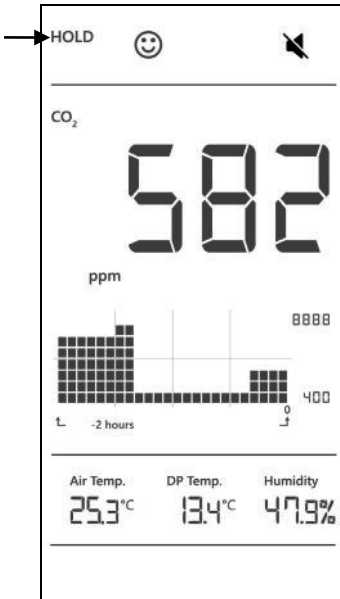 HOLD
CO₂
582
ppm
8888
400
0
-2 hours
Air Temp. DP Temp. Humidity
25.3°C 13.4°C 47.9%